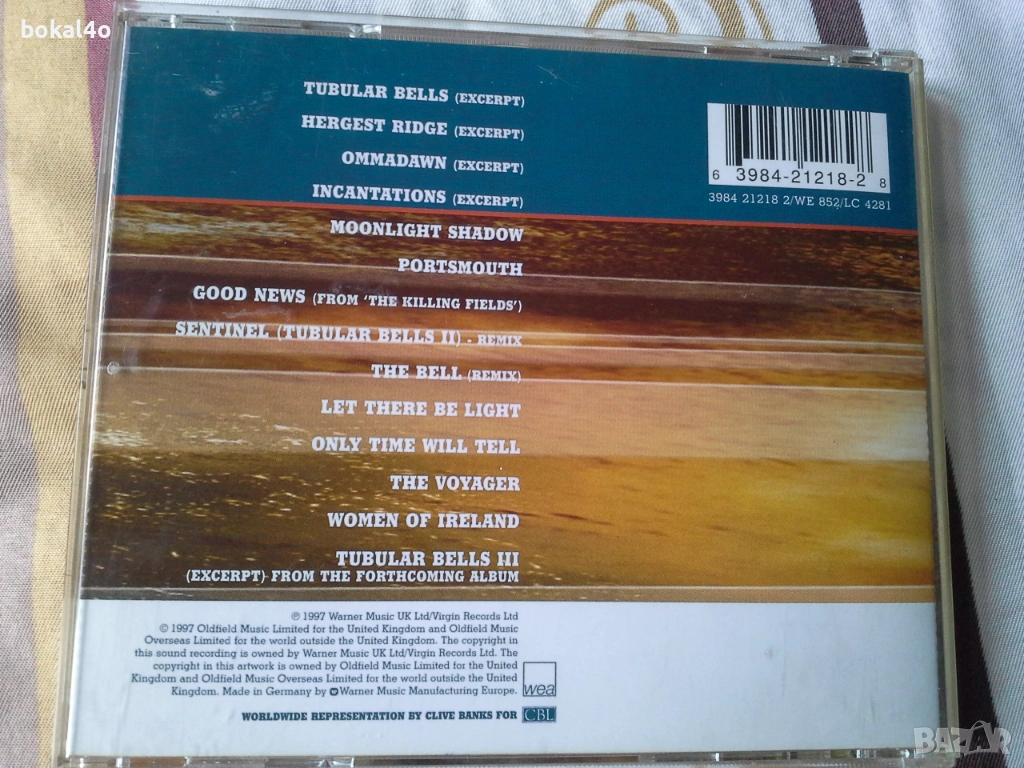 bokal4o
TUBULAR BELLS (EXCERPT)
HERGEST RIDGE (EXCERPT)
OMMADAWN (EXCERPT)
INCANTATIONS (EXCERPT)
MOONLIGHT SHADOW
PORTSMOUTH
GOOD NEWS (FROM ‘THE KILLING FIELDS’)
SENTINEL (TUBULAR BELLS II) - REMIX
THE BELL (REMIX)
LET THERE BE LIGHT
ONLY TIME WILL TELL
THE VOYAGER
WOMEN OF IRELAND
TUBULAR BELLS III
(EXCERPT) FROM THE FORTHCOMING ALBUM
6 3984-21218-2 8
3984 21218 2/WE 852/LC 4281
℗ 1997 Warner Music UK Ltd/Virgin Records Ltd
© 1997 Oldfield Music Limited for the United Kingdom and Oldfield Music
Overseas Limited for the world outside the United Kingdom. The copyright in
this sound recording is owned by Warner Music UK Ltd/Virgin Records Ltd. The
copyright in this artwork is owned by Oldfield Music Limited for the United
Kingdom and Oldfield Music Overseas Limited for the world outside the United
Kingdom. Made in Germany by Warner Music Manufacturing Europe.
wea
WORLDWIDE REPRESENTATION BY CLIVE BANKS FOR CBL
BAZAR